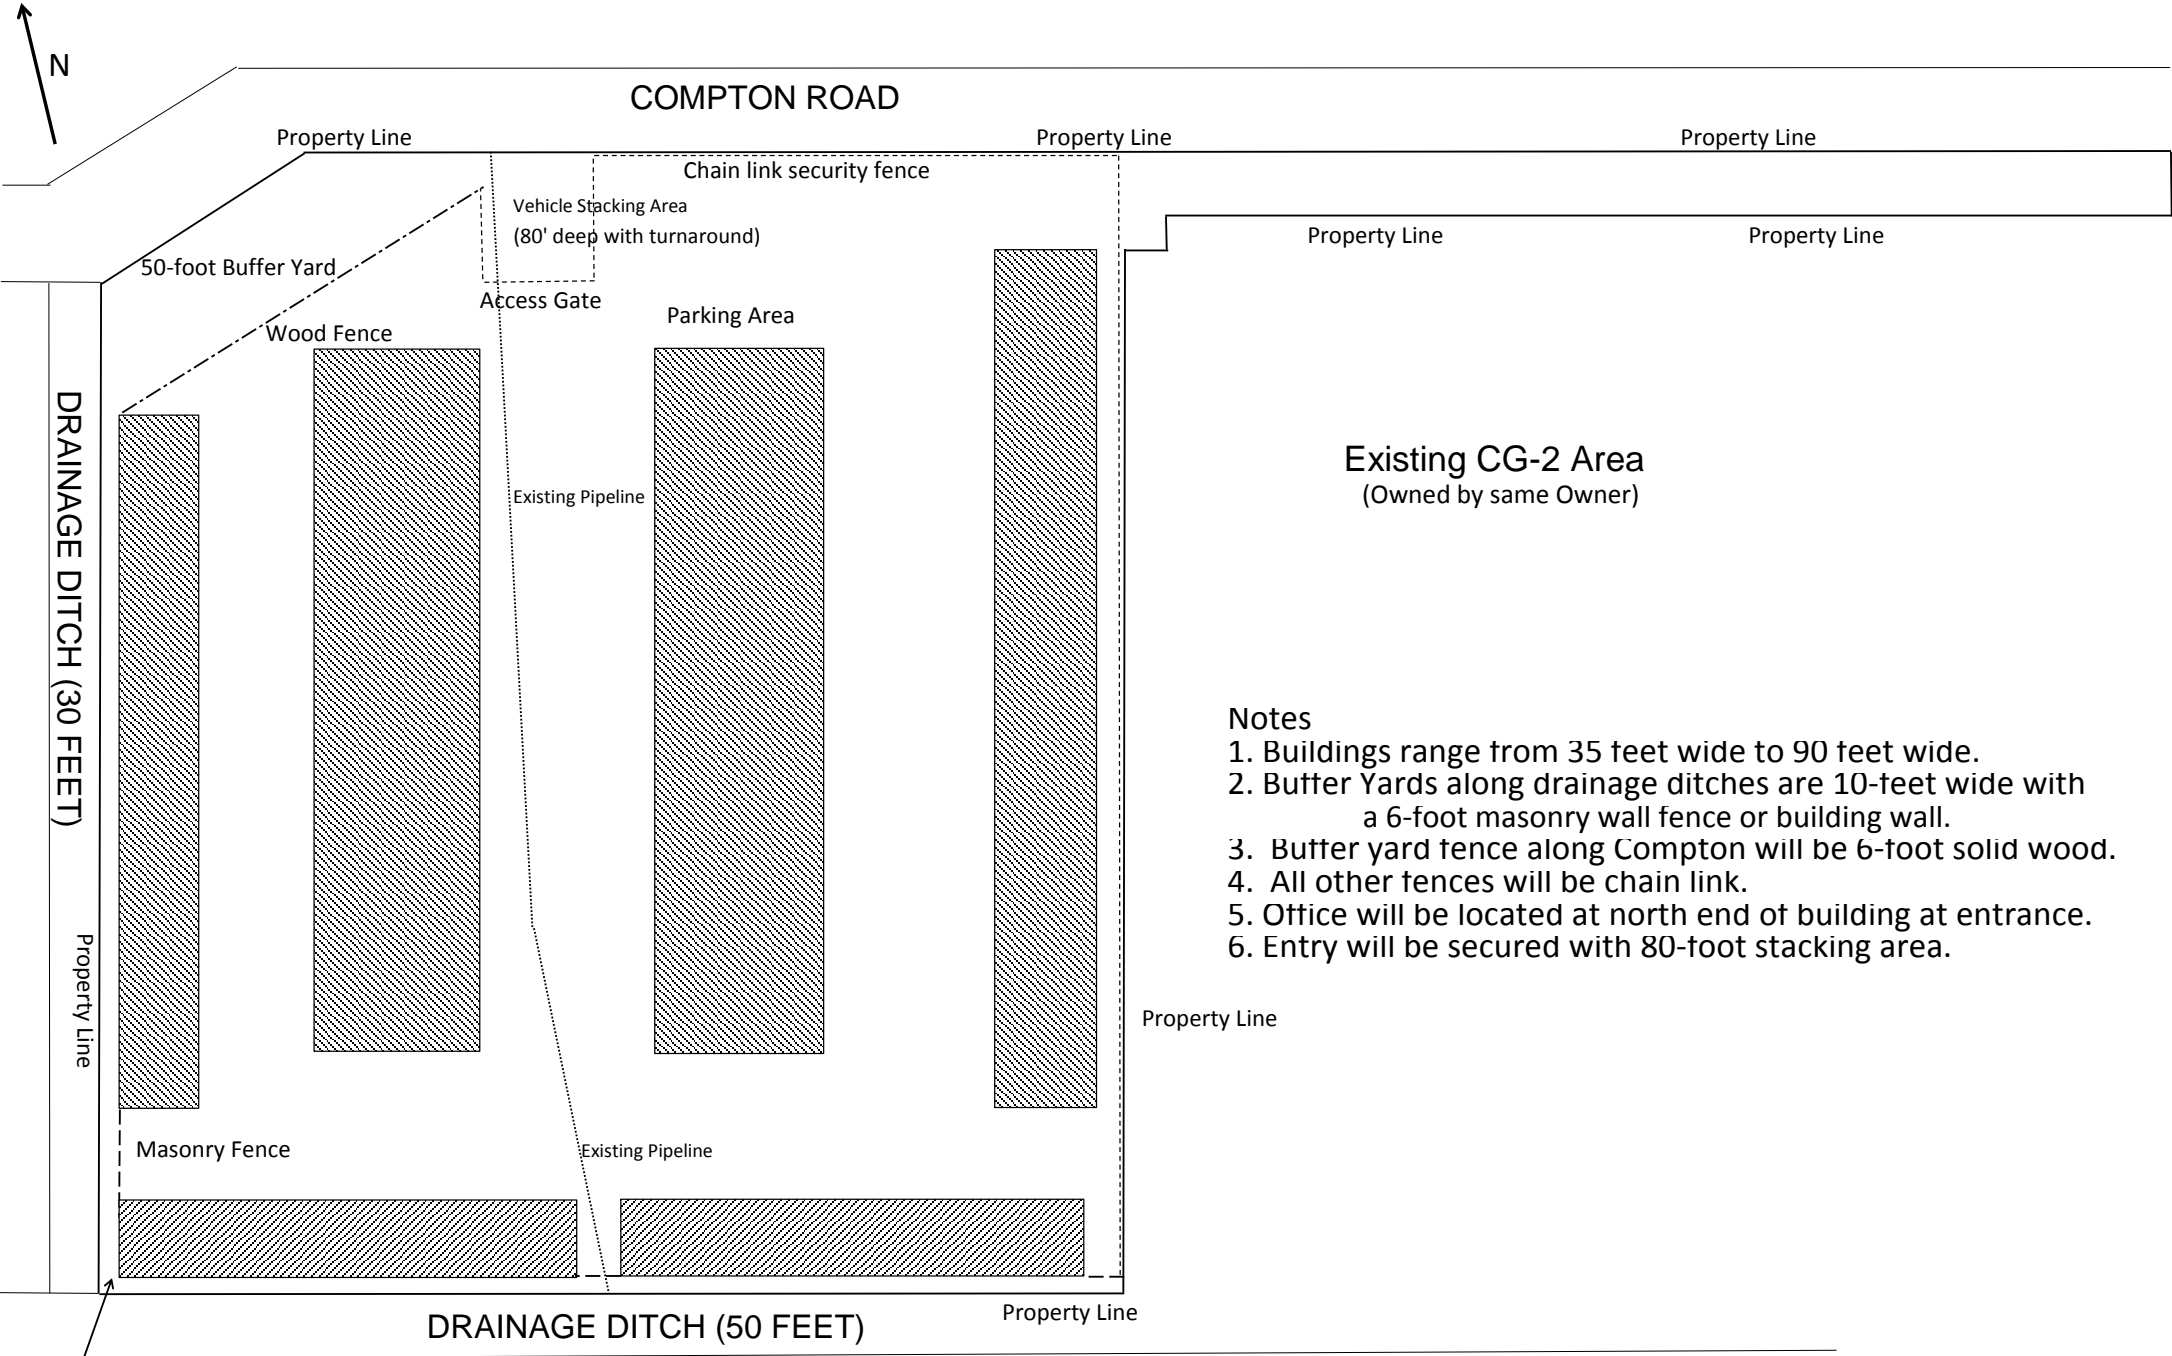 N
COMPTON ROAD
Property Line
Property Line
Property Line
Chain link security fence
Vehicle Stacking Area
(80' deep with turnaround)
Property Line
Property Line
50-foot Buffer Yard
Access Gate
Parking Area
Wood Fence
DRAINAGE DITCH (30 FEET)
Existing CG-2 Area
(Owned by same Owner)
Existing Pipeline
Notes
1. Buildings range from 35 feet wide to 90 feet wide.
2. Buffer Yards along drainage ditches are 10-feet wide with
a 6-foot masonry wall fence or building wall.
3. Buffer yard fence along Compton will be 6-foot solid wood.
4. All other fences will be chain link.
5. Office will be located at north end of building at entrance.
6. Entry will be secured with 80-foot stacking area.
Property Line
Property Line
Masonry Fence
Existing Pipeline
Property Line
DRAINAGE DITCH (50 FEET)